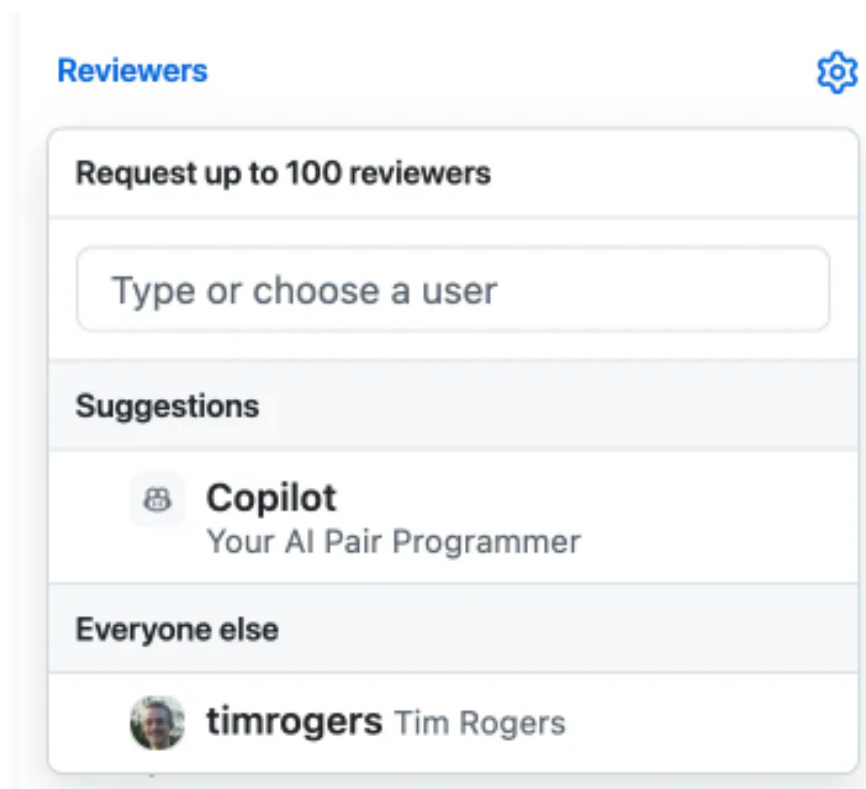 Reviewers
Request up to 100 reviewers
Type or choose a user
Suggestions
Copilot
Your AI Pair Programmer
Everyone else
timrogers Tim Rogers